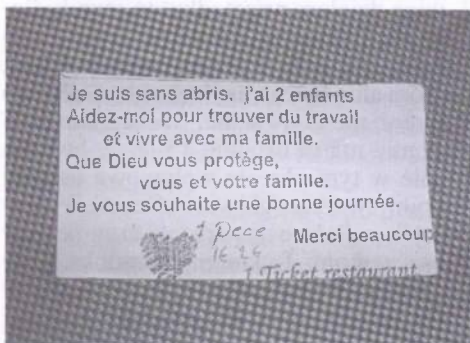 Je suis sans abris. j'ai 2 enfants
Aidez-moi pour trouver du travail
et vivre avec ma famille.
Que Dieu vous protège,
vous et votre famille.
Je vous souhaite une bonne journée.
Merci beaucoup
1 Ticket restaurant